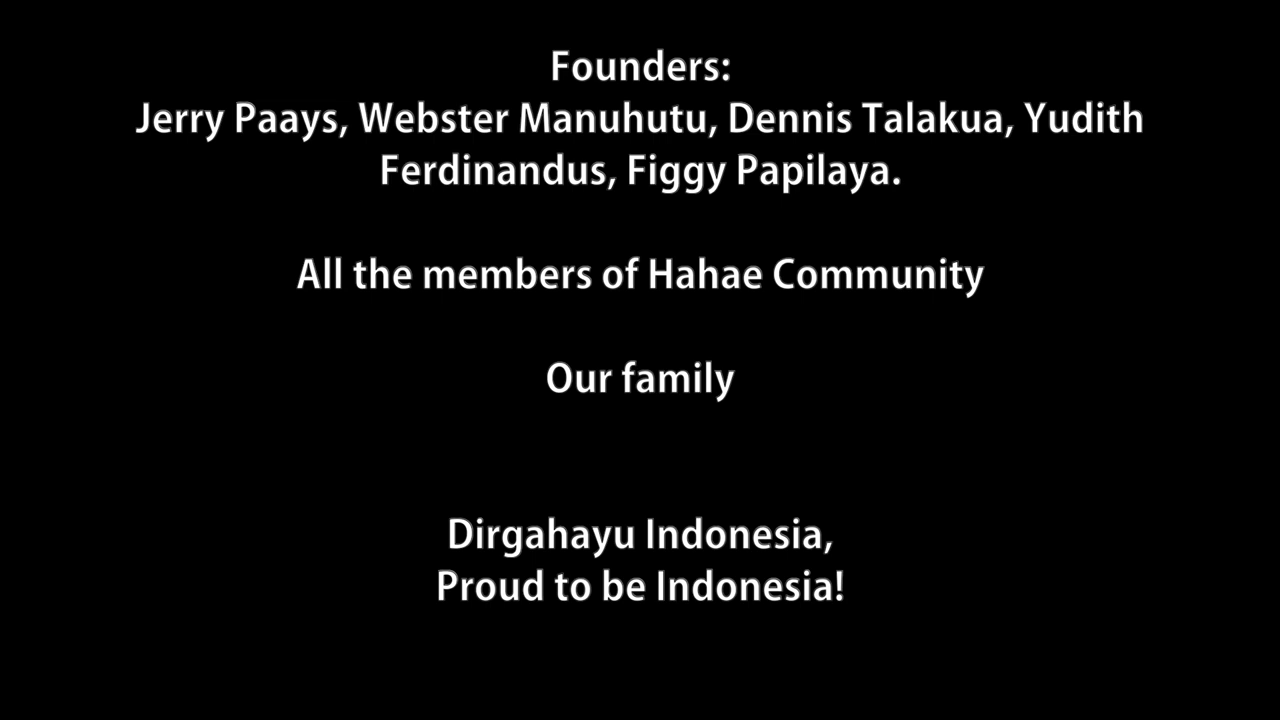 Founders:
Jerry Paays, Webster Manuhutu, Dennis Talakua, Yudith
Ferdinandus, Figgy Papilaya.
All the members of Hahae Community
Our family
Dirgahayu Indonesia,
Proud to be Indonesia!